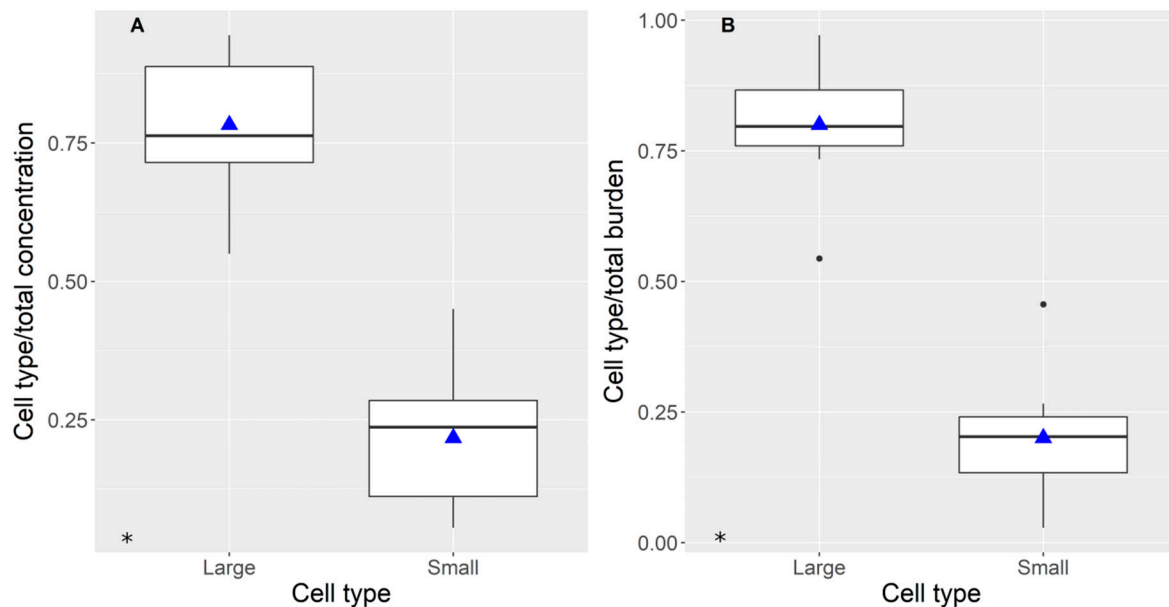 A
Cell type/total concentration
0.75
0.50
0.25
*
Large
Small
Cell type
B
Cell type/total burden
1.00
0.75
0.50
0.25
0.00
*
Large
Small
Cell type